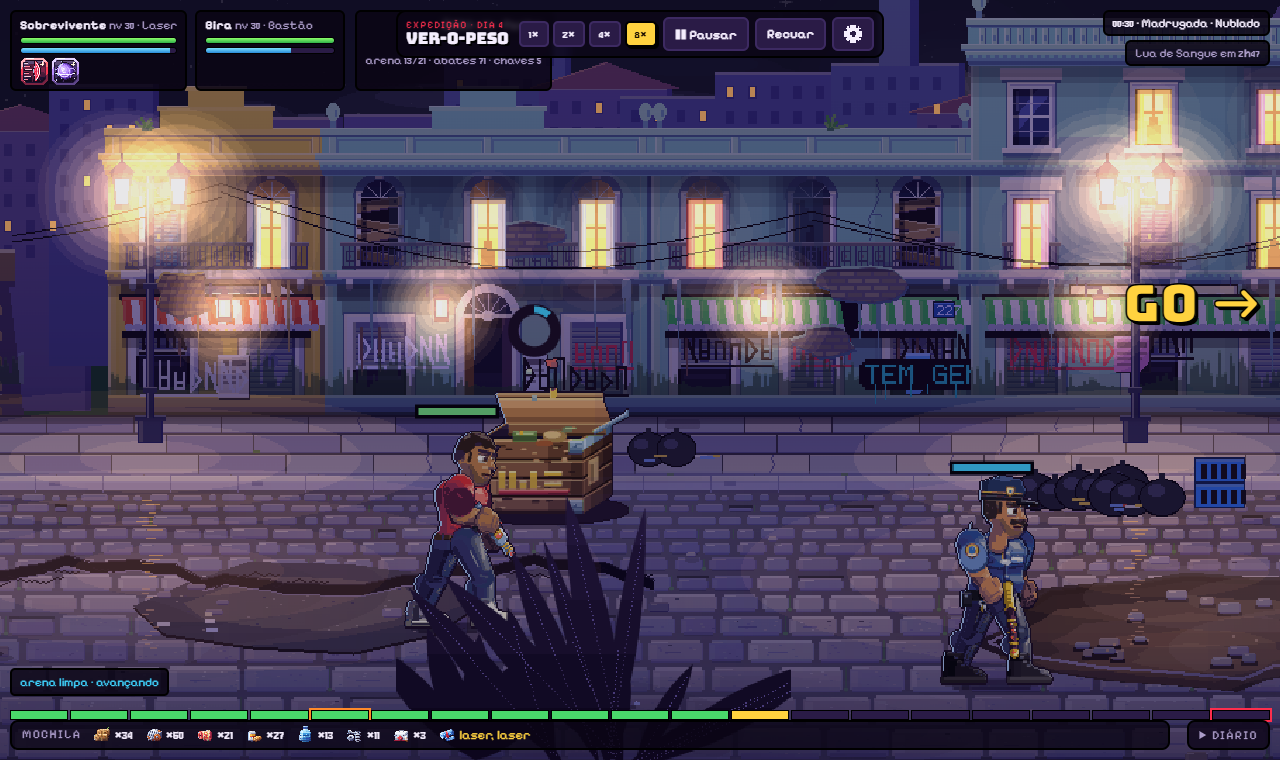 Sobrevivente nv 30 · Laser
Bira nv 30 · Bastão
EXPEDIÇÃO · DIA 4
VER-O-PESO
1×
2×
4×
8×
Pausar
Recuar
arena 13/21 · abates 71 · chaves 5
00:30 · Madrugada · Nublado
Lua de Sangue em 2h47
227
GO →
TEM GE
arena limpa · avançando
MOCHILA ×34 ×60 ×21 ×27 ×13 ×11 ×3 laser, laser
DIÁRIO